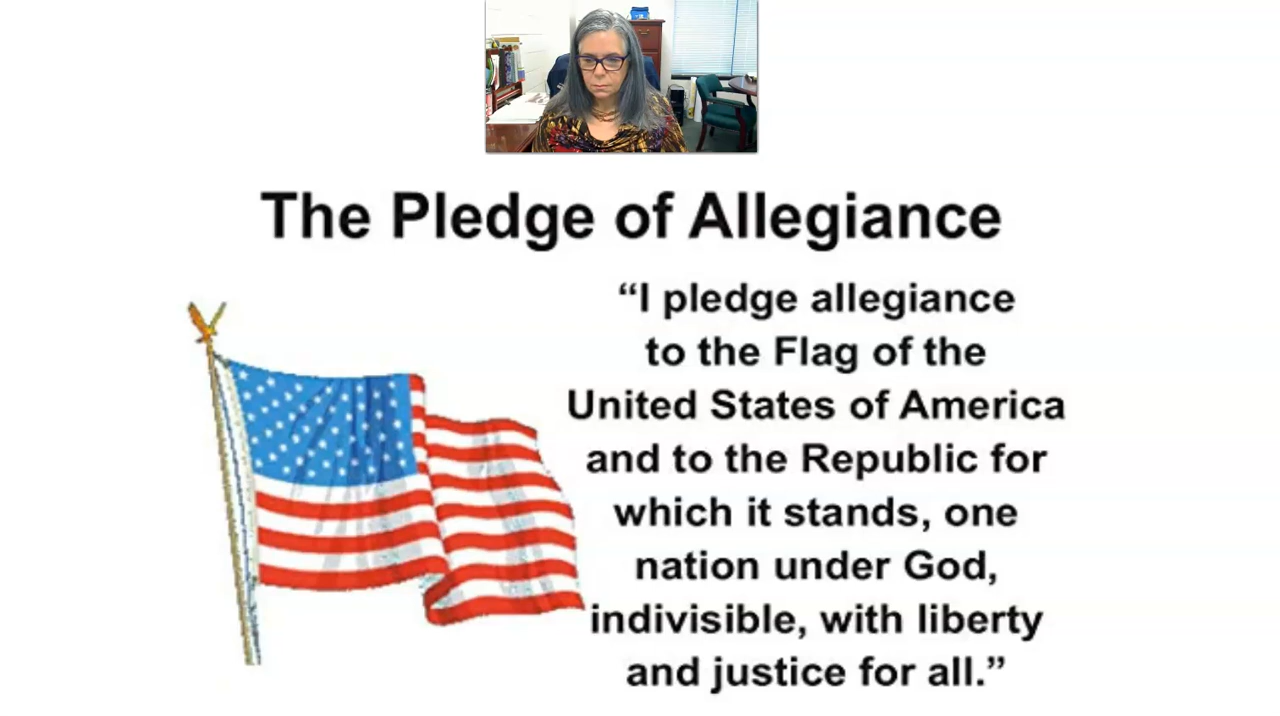 The Pledge of Allegiance
“I pledge allegiance
to the Flag of the
United States of America
and to the Republic for
which it stands, one
nation under God,
indivisible, with liberty
and justice for all.”